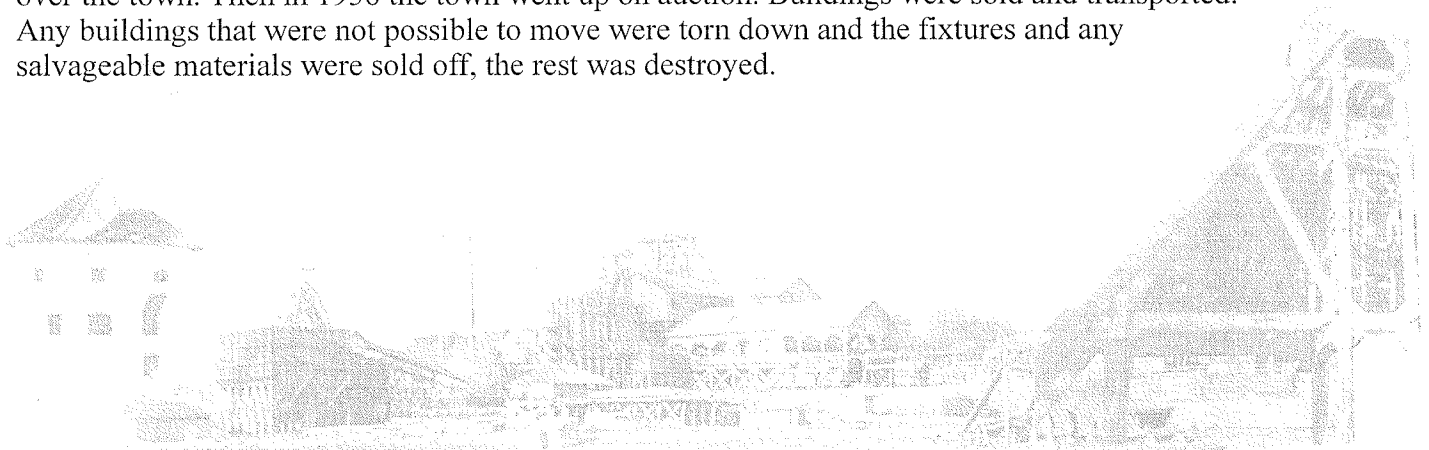 over the town. Then in the town went up on auction. Buildings were sold and transported.
Any buildings that were not possible to move were torn down and the fixtures and any
salvageable materials were sold off, the rest was destroyed.